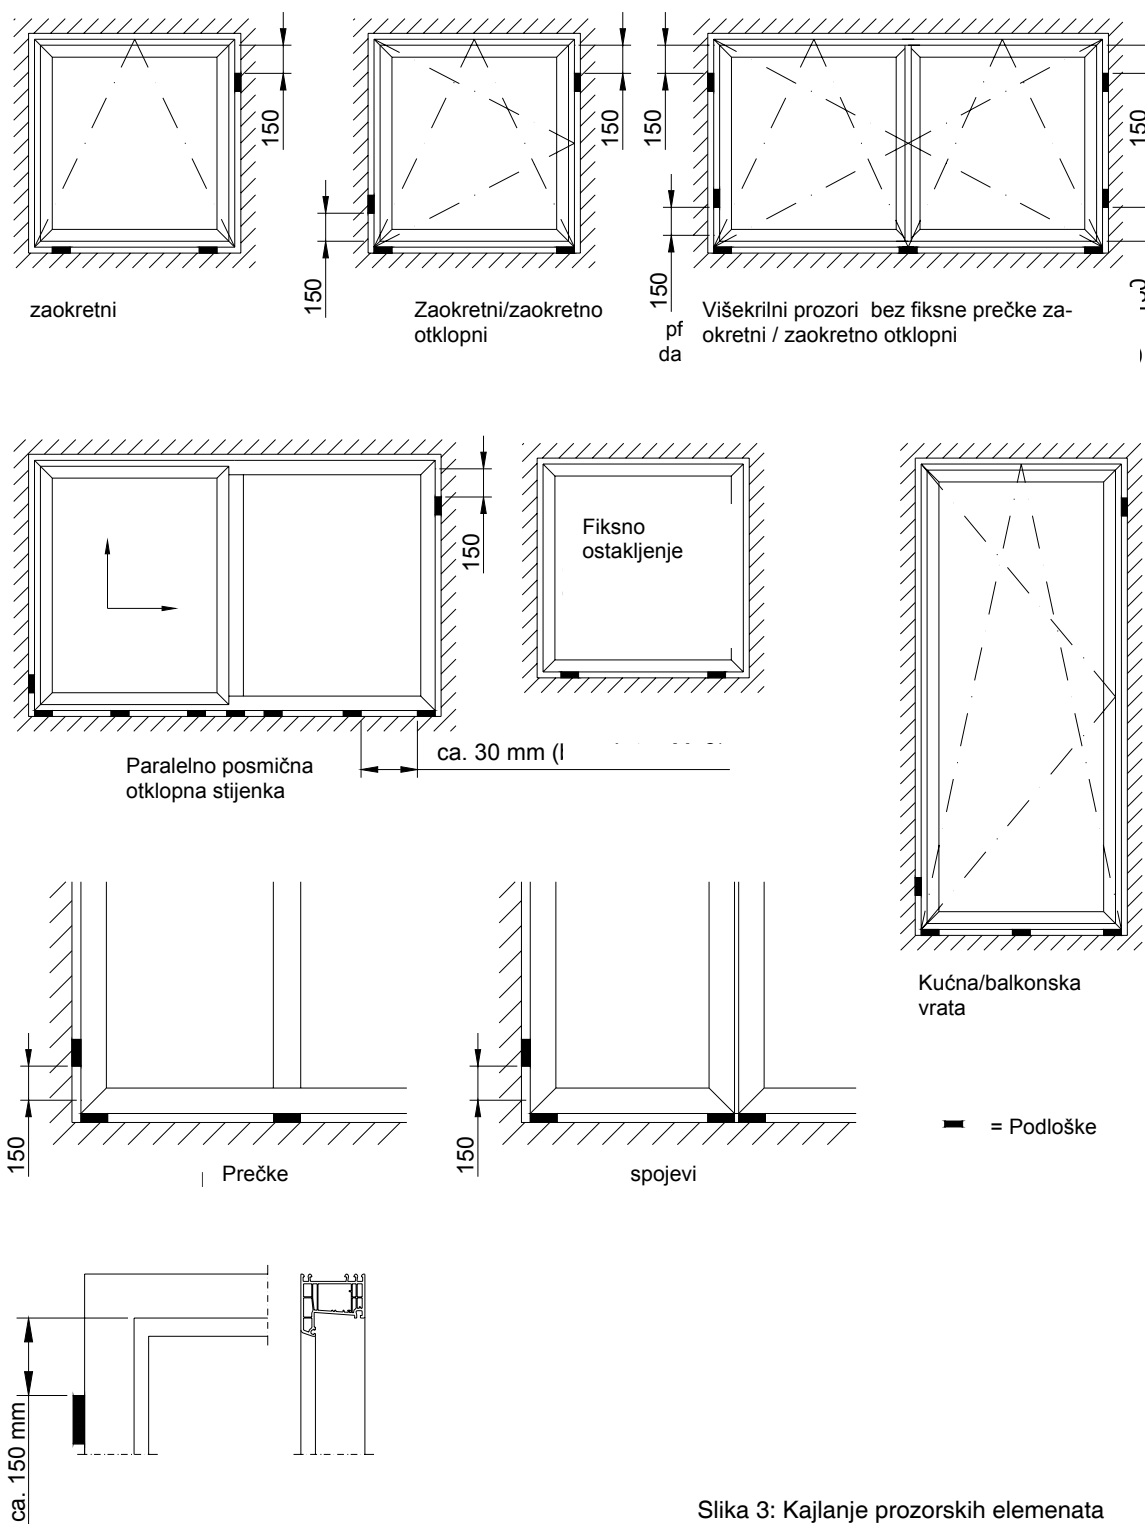 150
150
150
150
150
150
150
zaokretni
Zaokretni/zaokretno
otklopni
pf
da
Višekrilni prozori bez fiksne prečke za-
okretni / zaokretno otklopni
150
Fiksno
ostakljenje
Paralelno posmična
otklopna stijenka
ca. 30 mm (
Kućna/balkonska
vrata
150
150
Prečke
spojevi
= Podloške
ca. 150 mm
Slika 3: Kajlanje prozorskih elemenata